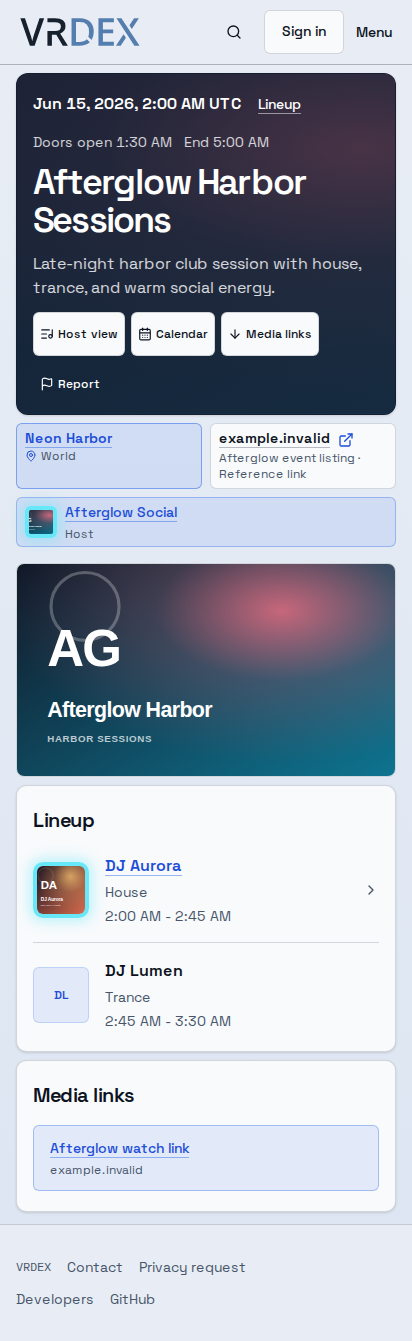 VRDEX
Sign in
Menu
Jun 15, 2026, 2:00 AM UTC Lineup
Doors open 1:30 AM End 5:00 AM
Afterglow Harbor
Sessions
Late-night harbor club session with house,
trance, and warm social energy.
Host view Calendar Media links
Report
Neon Harbor
World
example.invalid
Afterglow event listing ·
Reference link
Afterglow Social
Host
AG
Afterglow Harbor
HARBOR SESSIONS
Lineup
DA
DJ Aurora
DJ Aurora
House
2:00 AM - 2:45 AM
DL
DJ Lumen
Trance
2:45 AM - 3:30 AM
Media links
Afterglow watch link
example.invalid
VRDEX Contact Privacy request
Developers GitHub